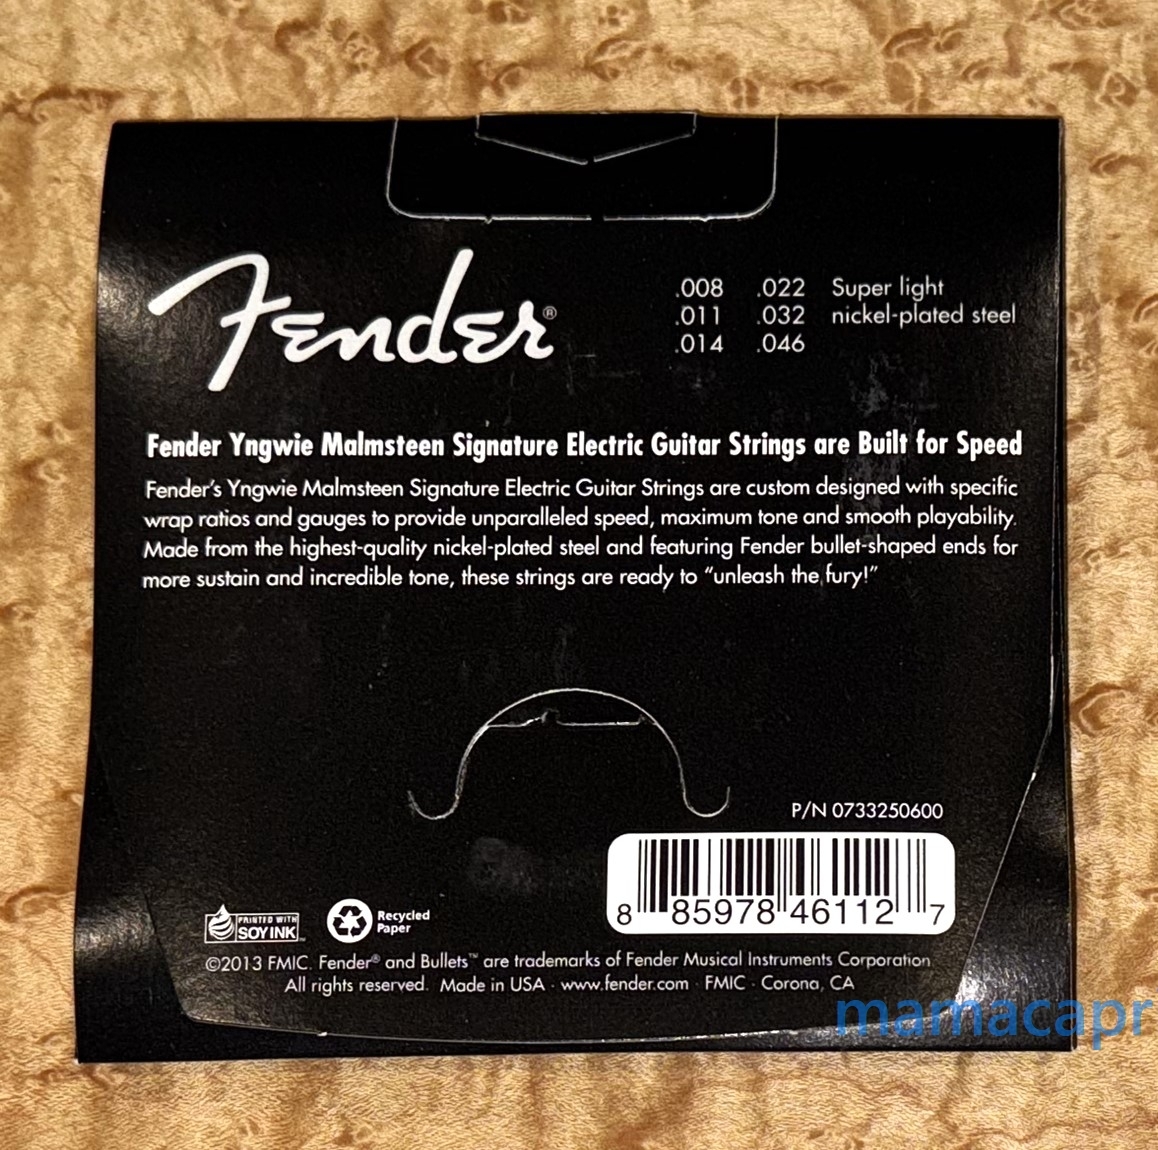 Fender®
.008 .022 Super light
.011 .032 nickel-plated steel
.014 .046
Fender Yngwie Malmsteen Signature Electric Guitar Strings are Built for Speed
Fender's Yngwie Malmsteen Signature Electric Guitar Strings are custom designed with specific
wrap ratios and gauges to provide unparalleled speed, maximum tone and smooth playability.
Made from the highest-quality nickel-plated steel and featuring Fender bullet-shaped ends for
more sustain and incredible tone, these strings are ready to “unleash the fury!”
P/N 0733250600
8 85978 46112 7
PRINTED WITH
SOY INK™
Recycled
Paper
©2013 FMIC. Fender® and Bullets™ are trademarks of Fender Musical Instruments Corporation
All rights reserved. Made in USA · www.fender.com · FMIC · Corona, CA
mamacapr